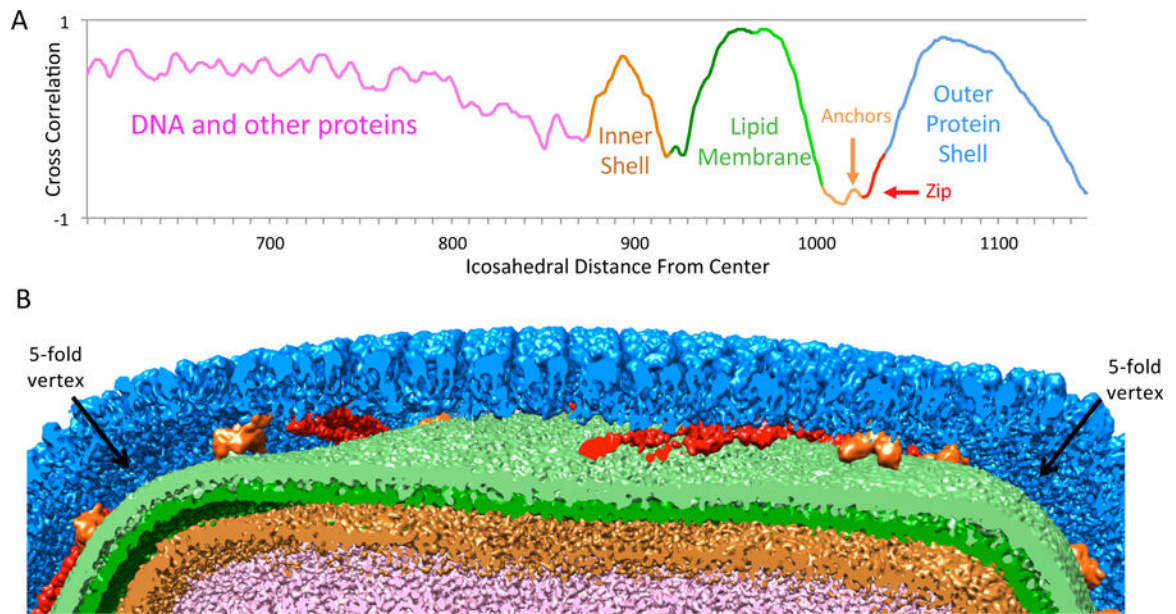 A
1
-1
Cross Correlation
DNA and other proteins
Inner
Shell
Lipid
Membrane
Anchors
Outer
Protein
Shell
Zip
700 800 900 1000 1100
Icosahedral Distance From Center
B
5-fold
vertex
5-fold
vertex